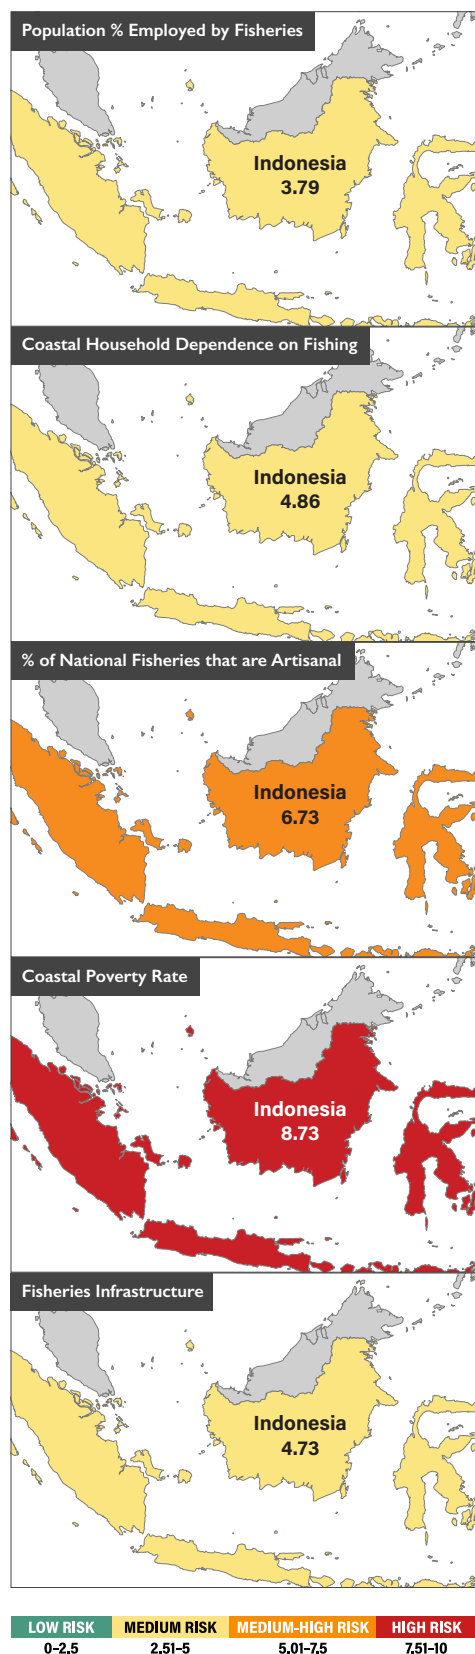 Population % Employed by Fisheries
Indonesia
3.79
Coastal Household Dependence on Fishing
Indonesia
4.86
% of National Fisheries that are Artisanal
Indonesia
6.73
Coastal Poverty Rate
Indonesia
8.73
Fisheries Infrastructure
Indonesia
4.73
LOW RISK MEDIUM RISK MEDIUM-HIGH RISK HIGH RISK
0–2.5 2.51–5 5.01–7.5 7.51–10